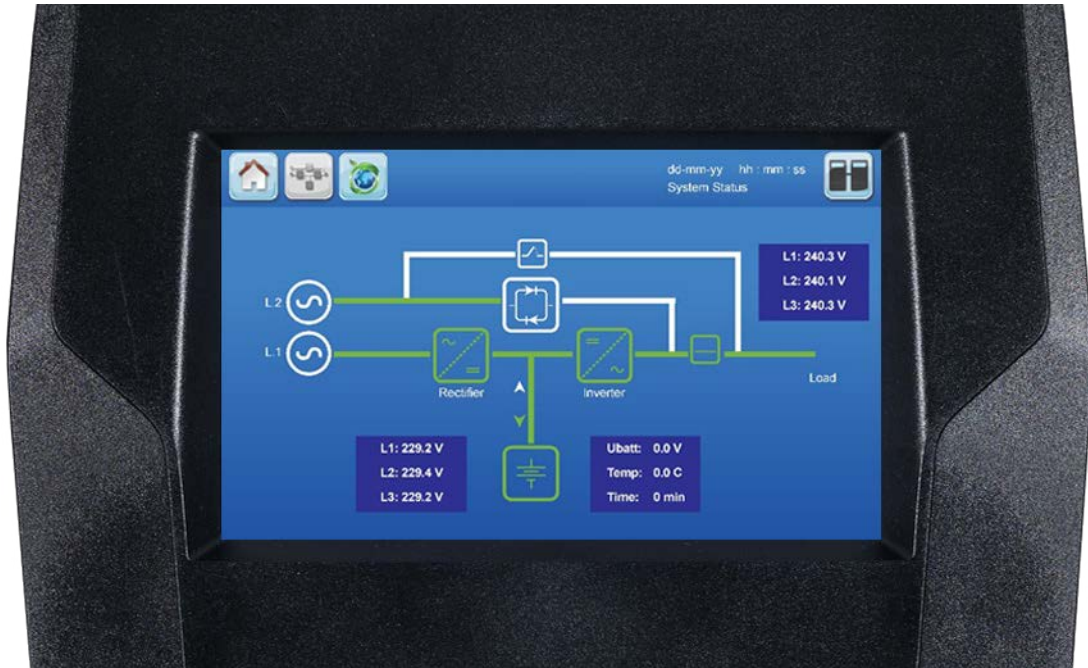 dd-mm-yy hh : mm : ss
System Status
L1: 240.3 V
L2: 240.1 V
L3: 240.3 V
L.2
L.1
Rectifier
Inverter
Load
L1: 229.2 V
L2: 229.4 V
L3: 229.2 V
Ubatt: 0.0 V
Temp: 0.0 C
Time: 0 min